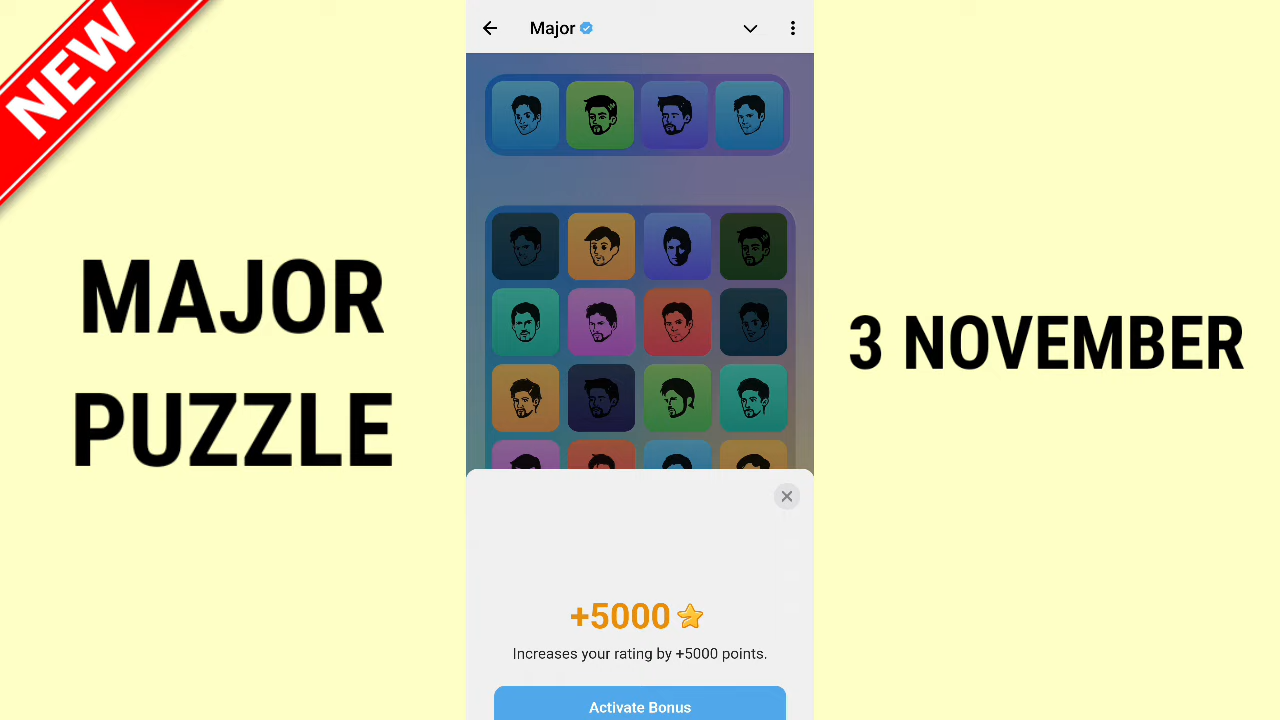 NEW
Major
MAJOR
PUZZLE
3 NOVEMBER
+5000
Increases your rating by +5000 points.
Activate Bonus